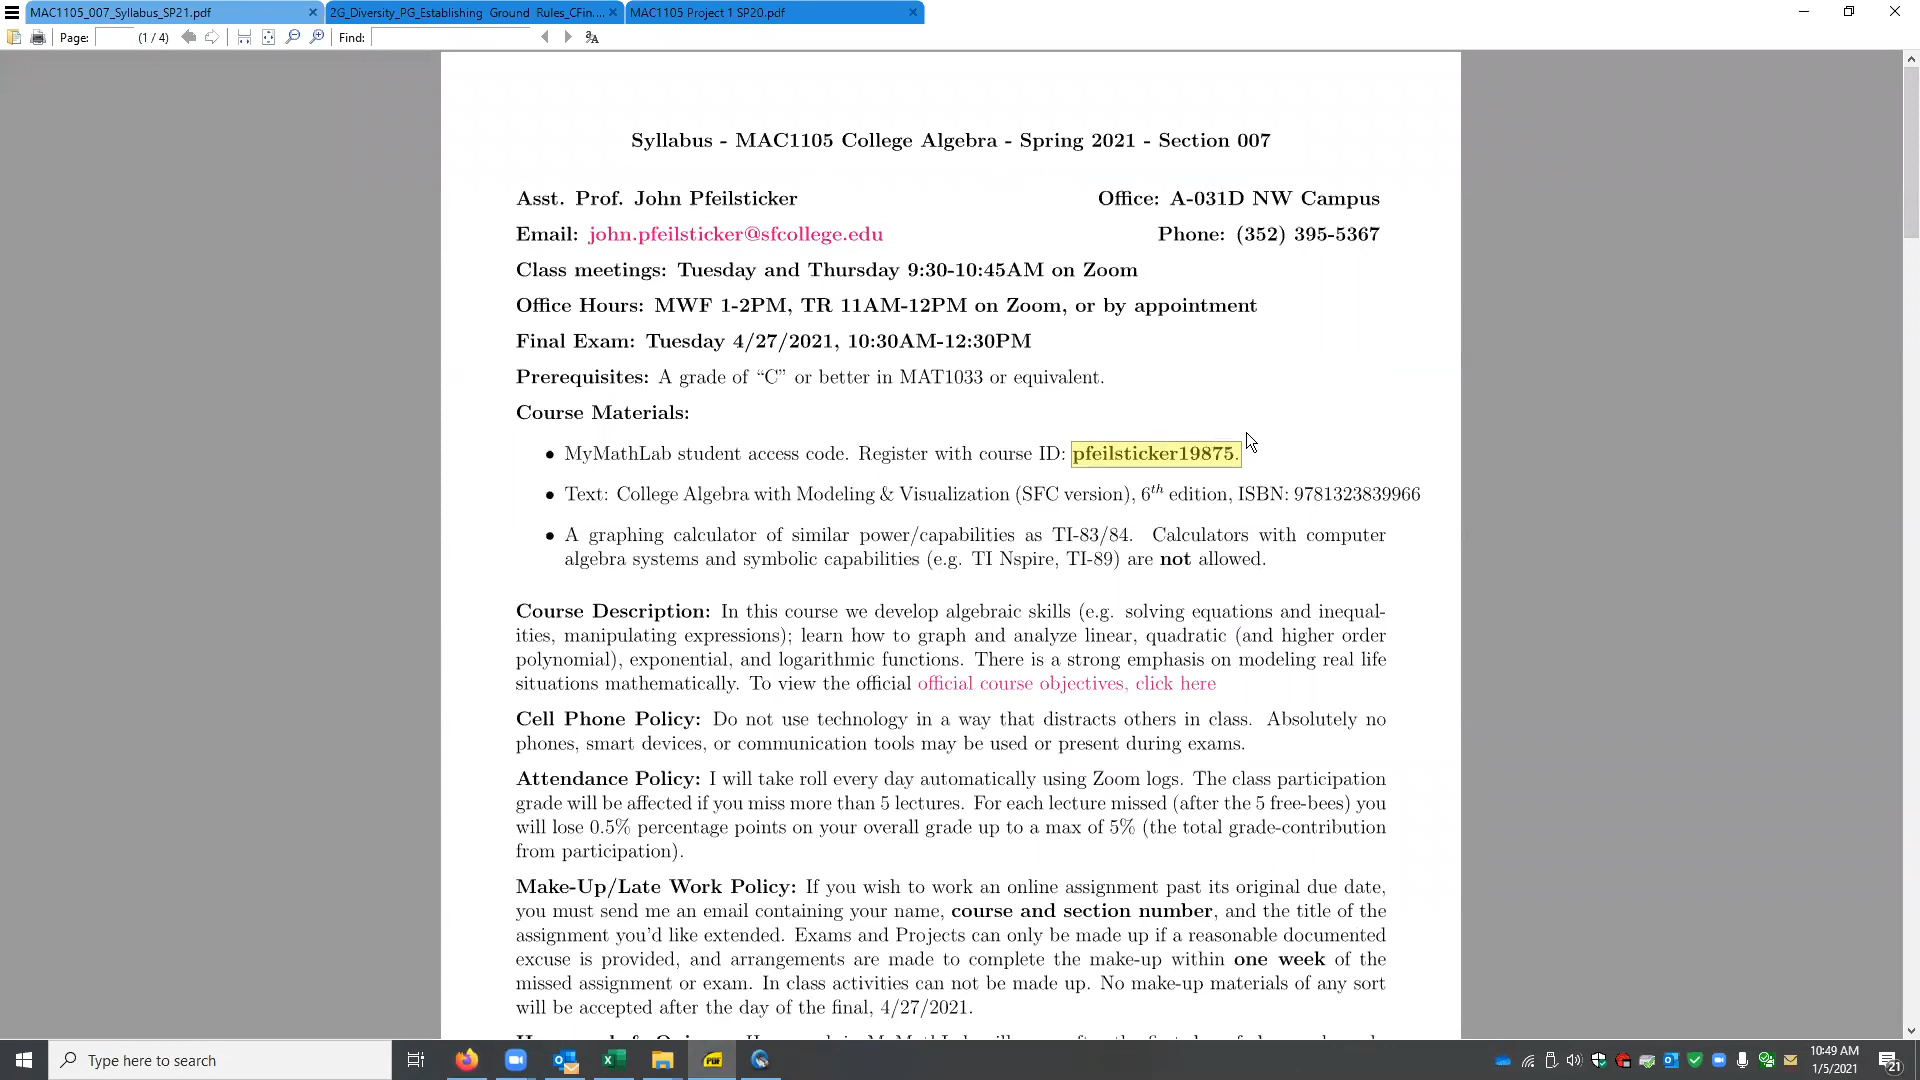 MAC1105_007_Syllabus_SP21.pdf
2G_Diversity_PG_Establishing Ground Rules_CFin....
MAC1105 Project 1 SP20.pdf
Page: (1 / 4) Find:
Syllabus - MAC1105 College Algebra - Spring 2021 - Section 007
Asst. Prof. John Pfeilsticker Office: A-031D NW Campus
Email: john.pfeilsticker@sfcollege.edu Phone: (352) 395-5367
Class meetings: Tuesday and Thursday 9:30-10:45AM on Zoom
Office Hours: MWF 1-2PM, TR 11AM-12PM on Zoom, or by appointment
Final Exam: Tuesday 4/27/2021, 10:30AM-12:30PM
Prerequisites: A grade of “C” or better in MAT1033 or equivalent.
Course Materials:
• MyMathLab student access code. Register with course ID: pfeilsticker19875.
• Text: College Algebra with Modeling & Visualization (SFC version), 6th edition, ISBN: 9781323839966
• A graphing calculator of similar power/capabilities as TI-83/84. Calculators with computer
algebra systems and symbolic capabilities (e.g. TI Nspire, TI-89) are not allowed.
Course Description: In this course we develop algebraic skills (e.g. solving equations and inequal-
ities, manipulating expressions); learn how to graph and analyze linear, quadratic (and higher order
polynomial), exponential, and logarithmic functions. There is a strong emphasis on modeling real life
situations mathematically. To view the official official course objectives, click here
Cell Phone Policy: Do not use technology in a way that distracts others in class. Absolutely no
phones, smart devices, or communication tools may be used or present during exams.
Attendance Policy: I will take roll every day automatically using Zoom logs. The class participation
grade will be affected if you miss more than 5 lectures. For each lecture missed (after the 5 free-bees) you
will lose 0.5% percentage points on your overall grade up to a max of 5% (the total grade-contribution
from participation).
Make-Up/Late Work Policy: If you wish to work an online assignment past its original due date,
you must send me an email containing your name, course and section number, and the title of the
assignment you’d like extended. Exams and Projects can only be made up if a reasonable documented
excuse is provided, and arrangements are made to complete the make-up within one week of the
missed assignment or exam. In class activities can not be made up. No make-up materials of any sort
will be accepted after the day of the final, 4/27/2021.
Type here to search
PDF
10:49 AM
1/5/2021
21